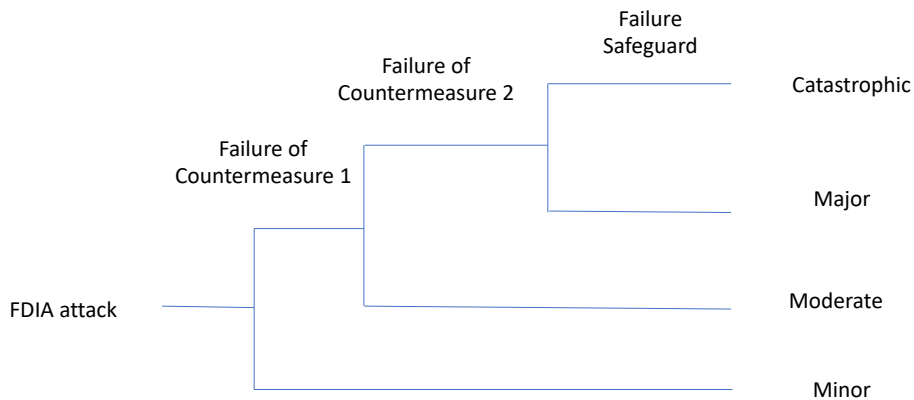 Failure
Safeguard
Failure of
Countermeasure 2
Catastrophic
Failure of
Countermeasure 1
Major
FDIA attack
Moderate
Minor